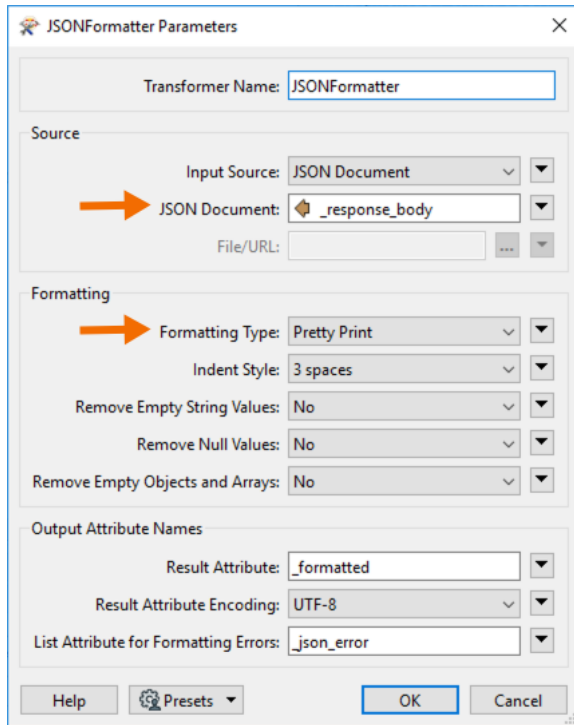 JSONFormatter Parameters
Transformer Name: JSONFormatter
Source
Input Source: JSON Document
JSON Document: _response_body
File/URL: ...
Formatting
Formatting Type: Pretty Print
Indent Style: 3 spaces
Remove Empty String Values: No
Remove Null Values: No
Remove Empty Objects and Arrays: No
Output Attribute Names
Result Attribute: _formatted
Result Attribute Encoding: UTF-8
List Attribute for Formatting Errors: _json_error
Help Presets OK Cancel